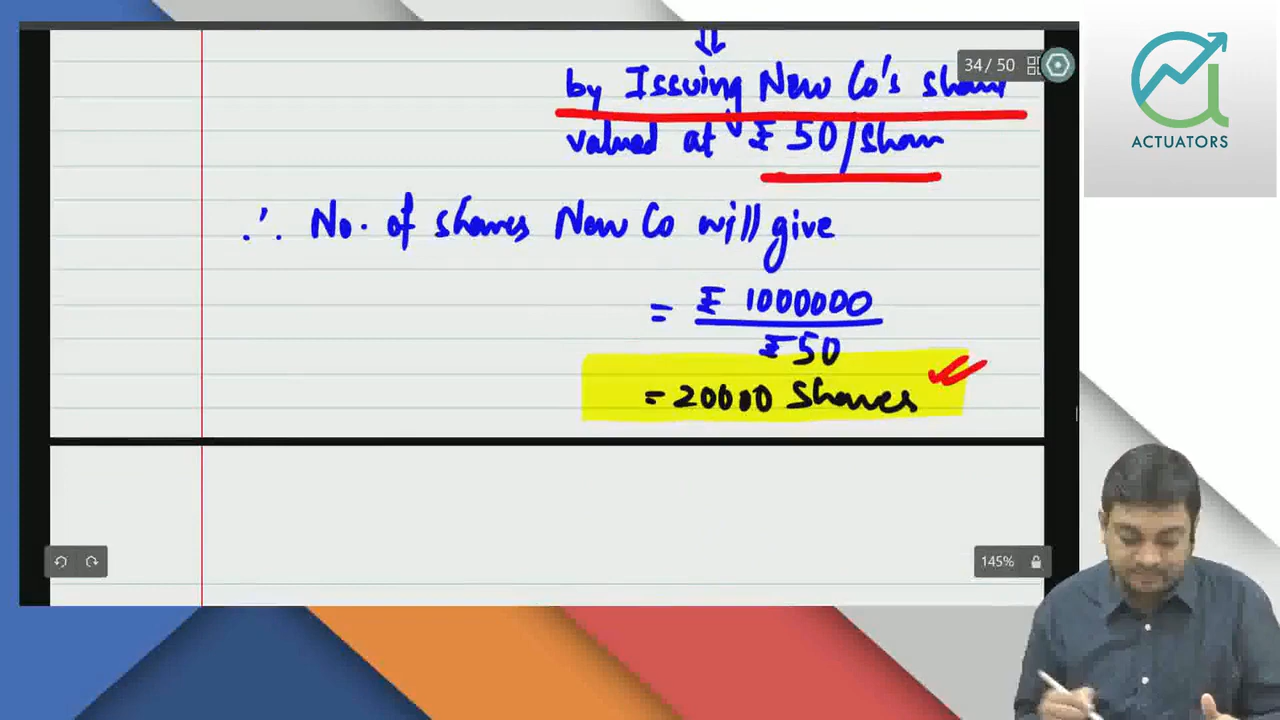 by Issuing New Co's share
34 / 50
valued at ₹ 50/share
∴ No. of shares New Co will give
= ₹ 1000000
₹50
= 20000 Shares
145%
ACTUATORS